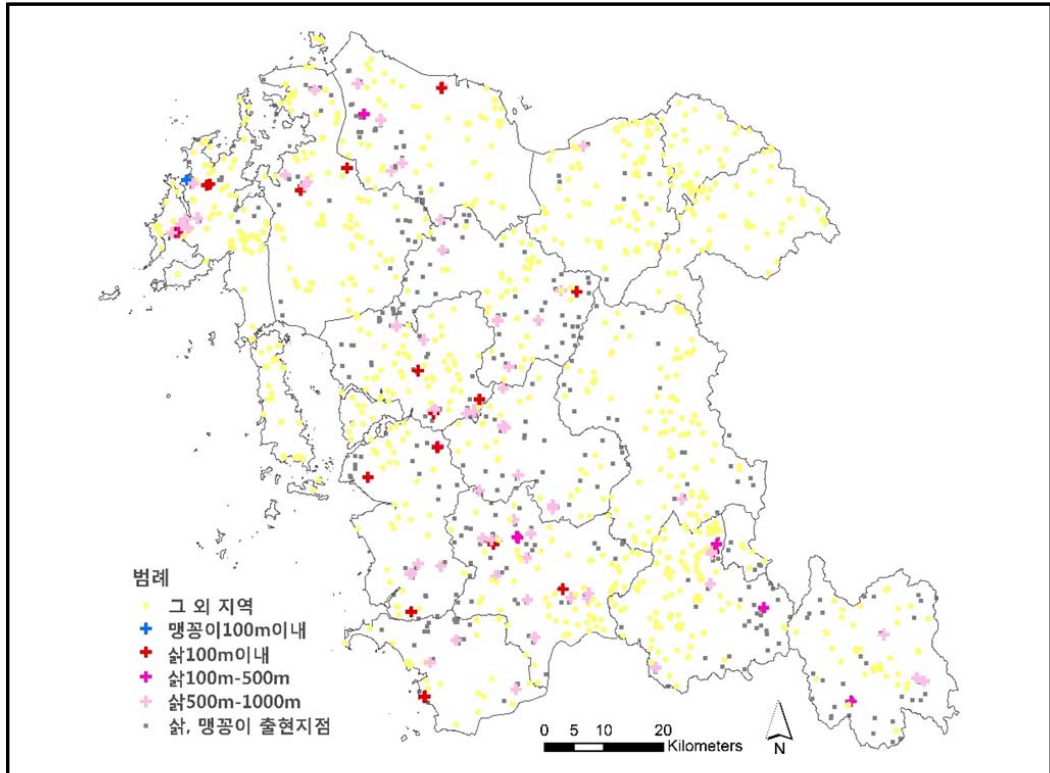 범례
그 외 지역
맹꽁이100m이내
삵100m이내
삵100m-500m
삵500m-1000m
삵, 맹꽁이 출현지점
0 5 10 20
Kilometers
N